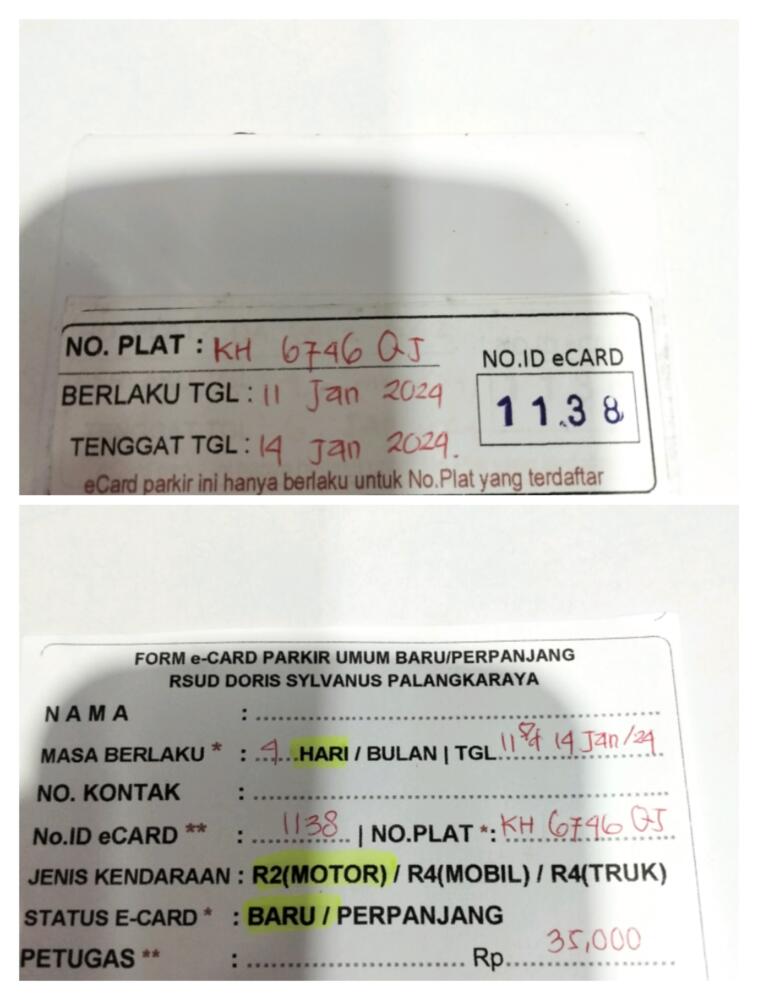 NO. PLAT : KH 6746 QJ
NO.ID eCARD
BERLAKU TGL : 11 Jan 2024
1138
TENGGAT TGL : 14 Jan 2024.
eCard parkir ini hanya berlaku untuk No.Plat yang terdaftar
FORM e-CARD PARKIR UMUM BARU/PERPANJANG
RSUD DORIS SYLVANUS PALANGKARAYA
N A M A : ....................
MASA BERLAKU * : ..4...HARI / BULAN | TGL 11 s/d 14 Jan/24
NO. KONTAK : ....................
No.ID eCARD ** : ....1138.... | NO.PLAT *: KH 6746 QJ
JENIS KENDARAAN : R2(MOTOR) / R4(MOBIL) / R4(TRUK)
STATUS E-CARD * : BARU / PERPANJANG
PETUGAS ** : .................... Rp...35,000...